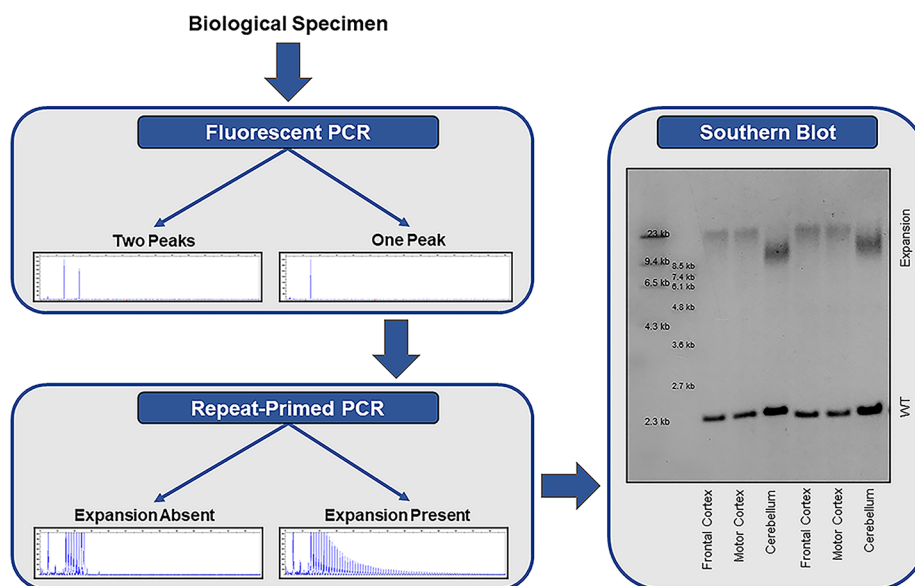 Biological Specimen
Fluorescent PCR
Two Peaks
One Peak
Repeat-Primed PCR
Expansion Absent
Expansion Present
Southern Blot
23 kb
9.4 kb
8.5 kb
7.4 kb
6.5 kb
6.1 kb
4.8 kb
4.3 kb
3.6 kb
2.7 kb
2.3 kb
Expansion
WT
Frontal Cortex
Motor Cortex
Cerebellum
Frontal Cortex
Motor Cortex
Cerebellum